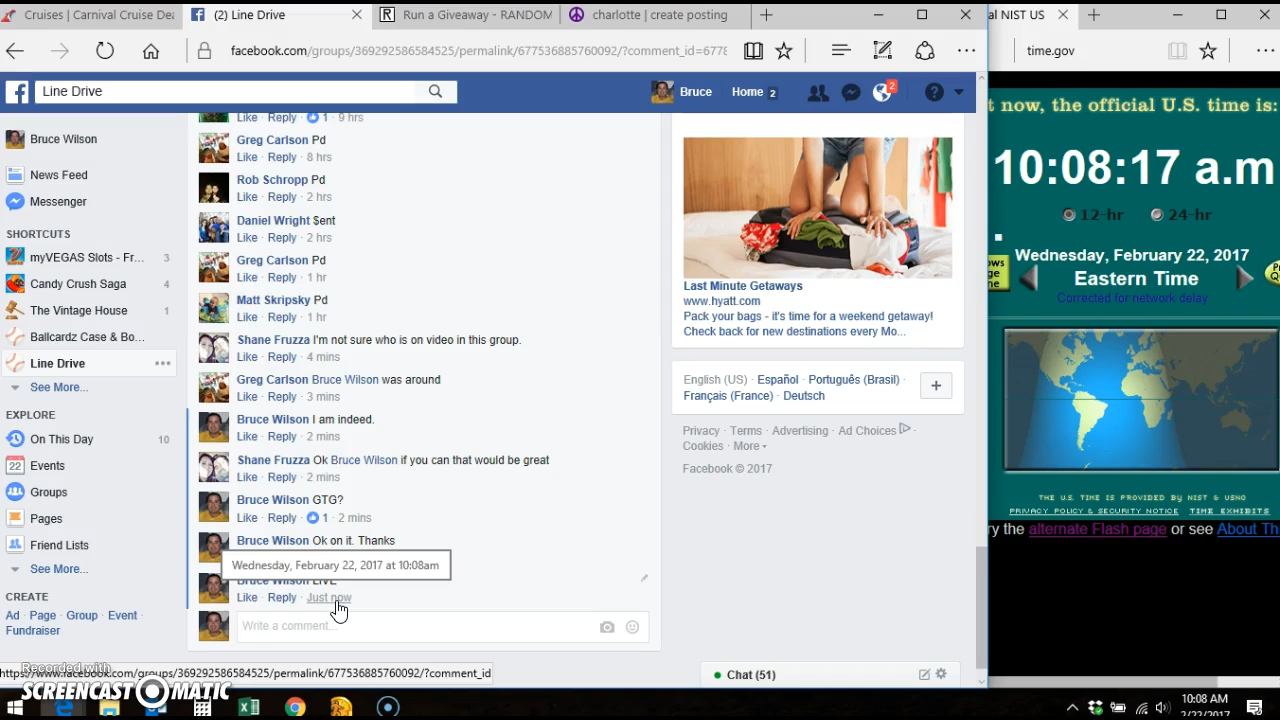 Cruises | Carnival Cruise Dea
(2) Line Drive
Run a Giveaway - RANDOM
charlotte | create posting
al NIST US
facebook.com/groups/369292586584525/permalink/677536885760092/?comment_id=6778
time.gov
Line Drive
Bruce
Home 2
2
Bruce Wilson
News Feed
Messenger
SHORTCUTS
myVEGAS Slots - Fr... 3
Candy Crush Saga 4
The Vintage House 1
Ballcardz Case & Bo...
Line Drive
See More...
EXPLORE
On This Day 10
22 Events
Groups
Pages
Friend Lists
See More...
CREATE
Ad · Page · Group · Event ·
Fundraiser
Like · Reply · 1 · 9 hrs
Greg Carlson Pd
Like · Reply · 8 hrs
Rob Schropp Pd
Like · Reply · 2 hrs
Daniel Wright $ent
Like · Reply · 2 hrs
Greg Carlson Pd
Like · Reply · 1 hr
Matt Skripsky Pd
Like · Reply · 1 hr
Shane Fruzza I'm not sure who is on video in this group.
Like · Reply · 4 mins
Greg Carlson Bruce Wilson was around
Like · Reply · 3 mins
Bruce Wilson I am indeed.
Like · Reply · 2 mins
Shane Fruzza Ok Bruce Wilson if you can that would be great
Like · Reply · 2 mins
Bruce Wilson GTG?
Like · Reply · 1 · 2 mins
Bruce Wilson Ok on it. Thanks
Wednesday, February 22, 2017 at 10:08am
Bruce Wilson LIVE
Like · Reply · Just now
Write a comment...
Last Minute Getaways
www.hyatt.com
Pack your bags - it's time for a weekend getaway!
Check back for new destinations every Mo...
English (US) · Español · Português (Brasil) ·
Français (France) · Deutsch
Privacy · Terms · Advertising · Ad Choices ·
Cookies · More
Facebook © 2017
Chat (51)
t now, the official U.S. time is:
10:08:17 a.m
12-hr 24-hr
Wednesday, February 22, 2017
Eastern Time
Corrected for network delay
THE U.S. TIME IS PROVIDED BY NIST & USNO
PRIVACY POLICY & SECURITY NOTICE TIME EXHIBITS
ry the alternate Flash page or see About Th
https://www.facebook.com/groups/369292586584525/permalink/677536885760092/?comment_id
Recorded with
SCREENCAST-O-MATIC
10:08 AM
2/22/2017